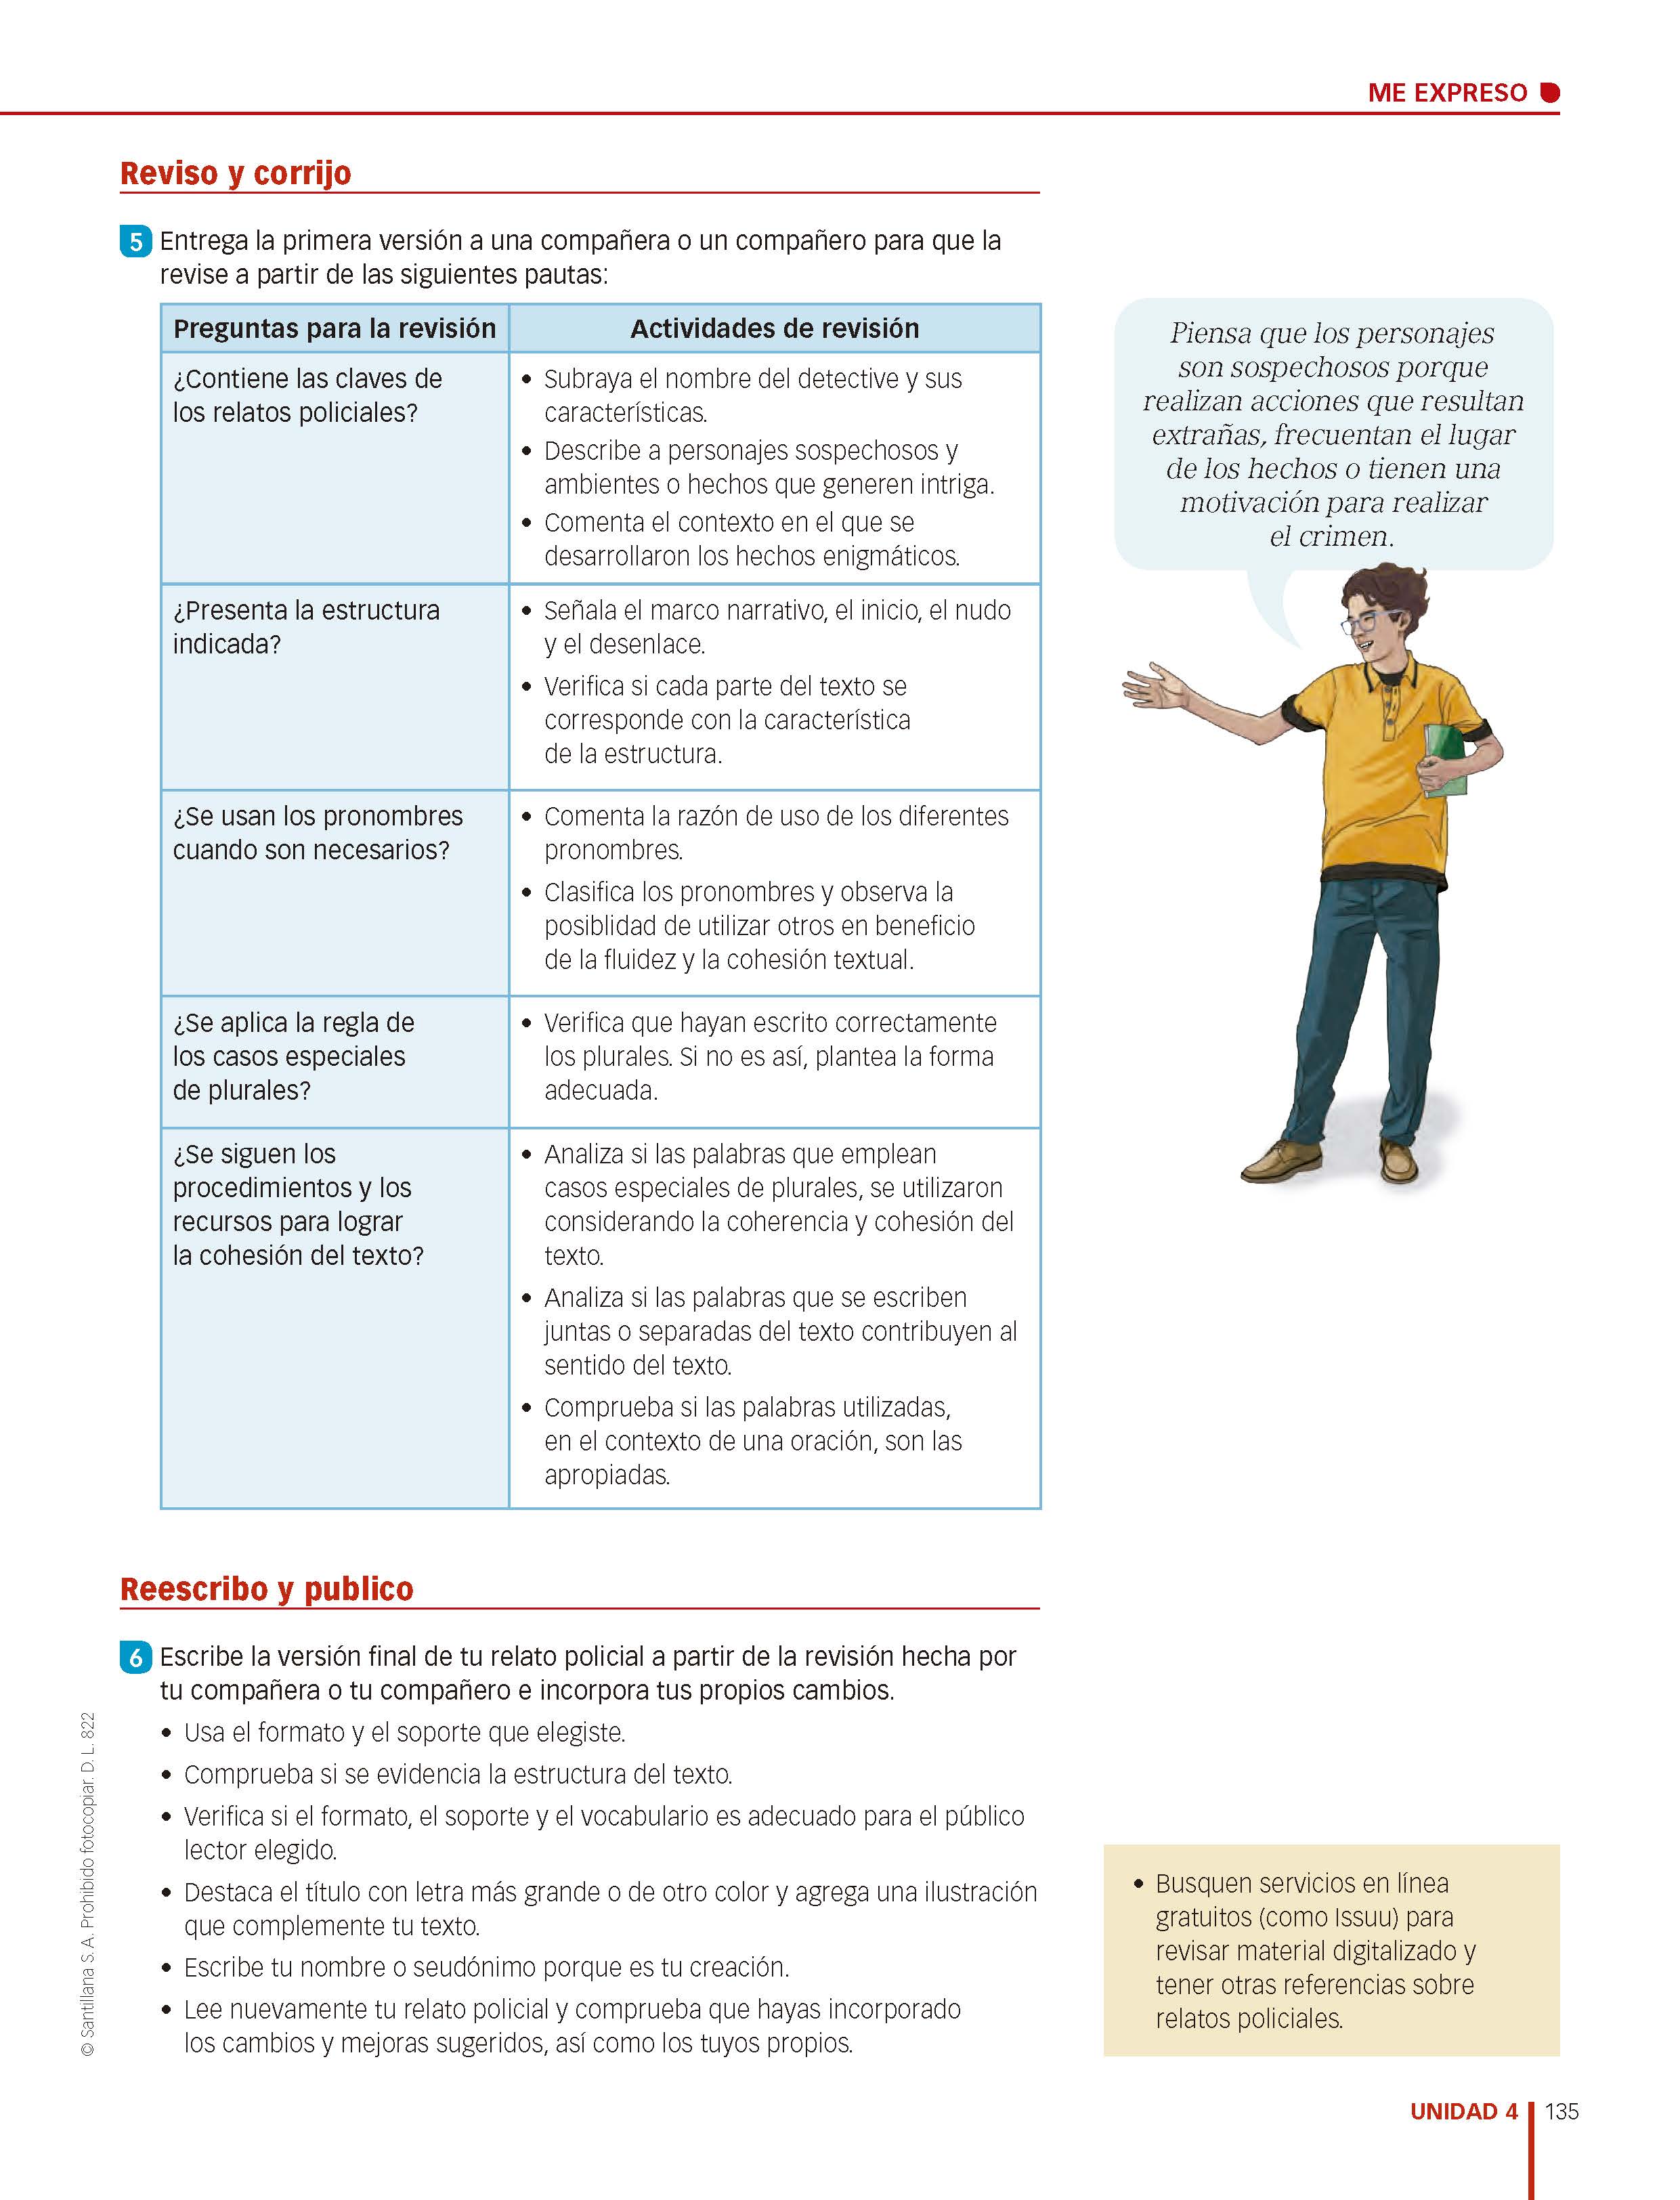 ME EXPRESO
Reviso y corrijo
5 Entrega la primera versión a una compañera o un compañero para que la
revise a partir de las siguientes pautas:
Preguntas para la revisión
Actividades de revisión
¿Contiene las claves de
los relatos policiales?
• Subraya el nombre del detective y sus
características.
• Describe a personajes sospechosos y
ambientes o hechos que generen intriga.
• Comenta el contexto en el que se
desarrollaron los hechos enigmáticos.
¿Presenta la estructura
indicada?
• Señala el marco narrativo, el inicio, el nudo
y el desenlace.
• Verifica si cada parte del texto se
corresponde con la característica
de la estructura.
¿Se usan los pronombres
cuando son necesarios?
• Comenta la razón de uso de los diferentes
pronombres.
• Clasifica los pronombres y observa la
posiblidad de utilizar otros en beneficio
de la fluidez y la cohesión textual.
¿Se aplica la regla de
los casos especiales
de plurales?
• Verifica que hayan escrito correctamente
los plurales. Si no es así, plantea la forma
adecuada.
¿Se siguen los
procedimientos y los
recursos para lograr
la cohesión del texto?
• Analiza si las palabras que emplean
casos especiales de plurales, se utilizaron
considerando la coherencia y cohesión del
texto.
• Analiza si las palabras que se escriben
juntas o separadas del texto contribuyen al
sentido del texto.
• Comprueba si las palabras utilizadas,
en el contexto de una oración, son las
apropiadas.
Piensa que los personajes
son sospechosos porque
realizan acciones que resultan
extrañas, frecuentan el lugar
de los hechos o tienen una
motivación para realizar
el crimen.
Reescribo y publico
6 Escribe la versión final de tu relato policial a partir de la revisión hecha por
tu compañera o tu compañero e incorpora tus propios cambios.
• Usa el formato y el soporte que elegiste.
• Comprueba si se evidencia la estructura del texto.
• Verifica si el formato, el soporte y el vocabulario es adecuado para el público
lector elegido.
• Destaca el título con letra más grande o de otro color y agrega una ilustración
que complemente tu texto.
• Escribe tu nombre o seudónimo porque es tu creación.
• Lee nuevamente tu relato policial y comprueba que hayas incorporado
los cambios y mejoras sugeridos, así como los tuyos propios.
• Busquen servicios en línea
gratuitos (como Issuu) para
revisar material digitalizado y
tener otras referencias sobre
relatos policiales.
© Santillana S. A. Prohibido fotocopiar. D. L. 822
UNIDAD 4 135